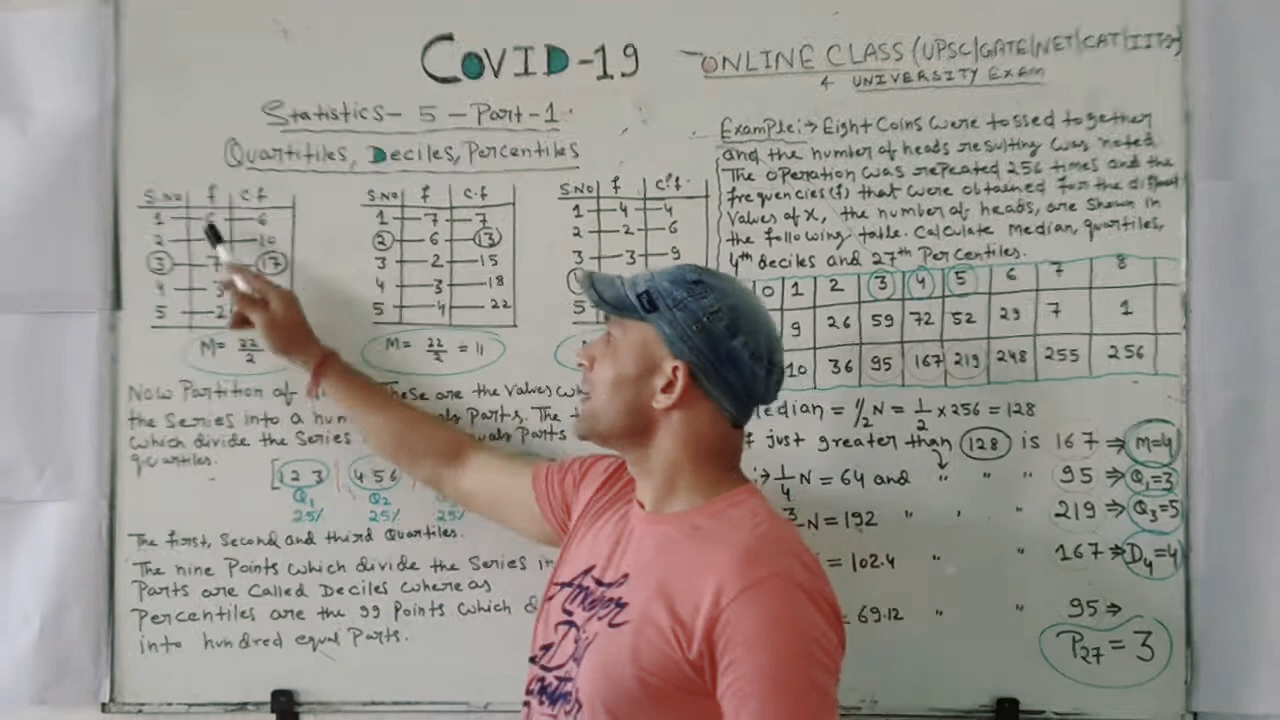 COVID-19
ONLINE CLASS (UPSC|GATE|NET|CAT|IIT
4 UNIVERSITY EXAM
Statistics- 5 - Part-1
Quartifiles, Deciles, Percentiles
S.No f C.f
1 6 6
2 10
3 7 17
4 3
5 2
M= 22/2
S.No f C.f
1 7 7
2 6 13
3 2 15
4 3 18
5 4 22
M= 22/2 = 11
S.No f C.f.
1 4 4
2 2 6
3 3 9
5
Now Partition of These are the Values
the Series into a Parts. The
which divide the Series Parts
quartiles.
[1 2 3 | 4 5 6
Q1 Q2
25% 25% 25%
The first, Second and third Quartiles.
The nine Points which divide the Series in
Parts are Called Deciles whereas
Percentiles are the 99 Points which
into hundred equal Parts.
Example:→ Eight Coins were tossed together
and the number of heads resulting was noted.
The operation was repeated 256 times and the
frequencies (f) that were obtained for the different
Values of x, the number of heads, are shown in
the following table. Calculate Median, quartiles,
4th deciles and 27th Percentiles.
0 1 2 3 4 5 6 7 8
9 26 59 72 52 29 7 1
10 36 95 167 219 248 255 256
Median = 1/2 N = 1/2 x 256 = 128
just greater than 128 is 167 ⇒ M=4
1/4 N = 64 and " " " 95 ⇒ Q1=3
3 N = 192 " " " 219 ⇒ Q3=5
= 102.4 " " 167 ⇒ D4=4
= 69.12 " " 95 ⇒
P27 = 3